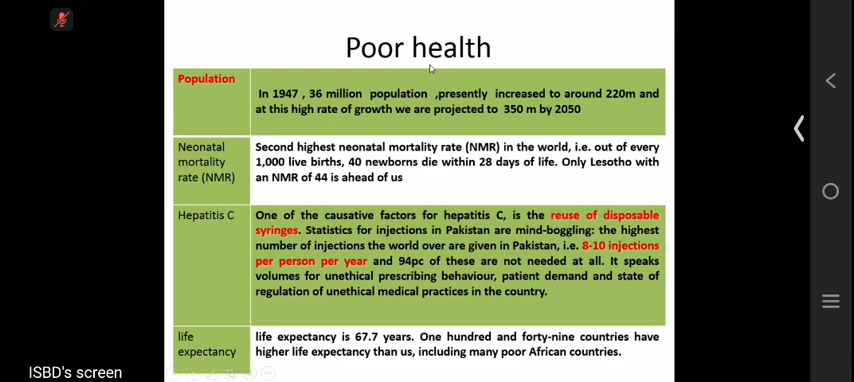 Poor health
Population
In 1947 , 36 million population ,presently increased to around 220m and
at this high rate of growth we are projected to 350 m by 2050
Neonatal
mortality
rate (NMR)
Second highest neonatal mortality rate (NMR) in the world, i.e. out of every
1,000 live births, 40 newborns die within 28 days of life. Only Lesotho with
an NMR of 44 is ahead of us
Hepatitis C
One of the causative factors for hepatitis C, is the reuse of disposable
syringes. Statistics for injections in Pakistan are mind-boggling: the highest
number of injections the world over are given in Pakistan, i.e. 8-10 injections
per person per year and 94pc of these are not needed at all. It speaks
volumes for unethical prescribing behaviour, patient demand and state of
regulation of unethical medical practices in the country.
life
expectancy
life expectancy is 67.7 years. One hundred and forty-nine countries have
higher life expectancy than us, including many poor African countries.
ISBD's screen